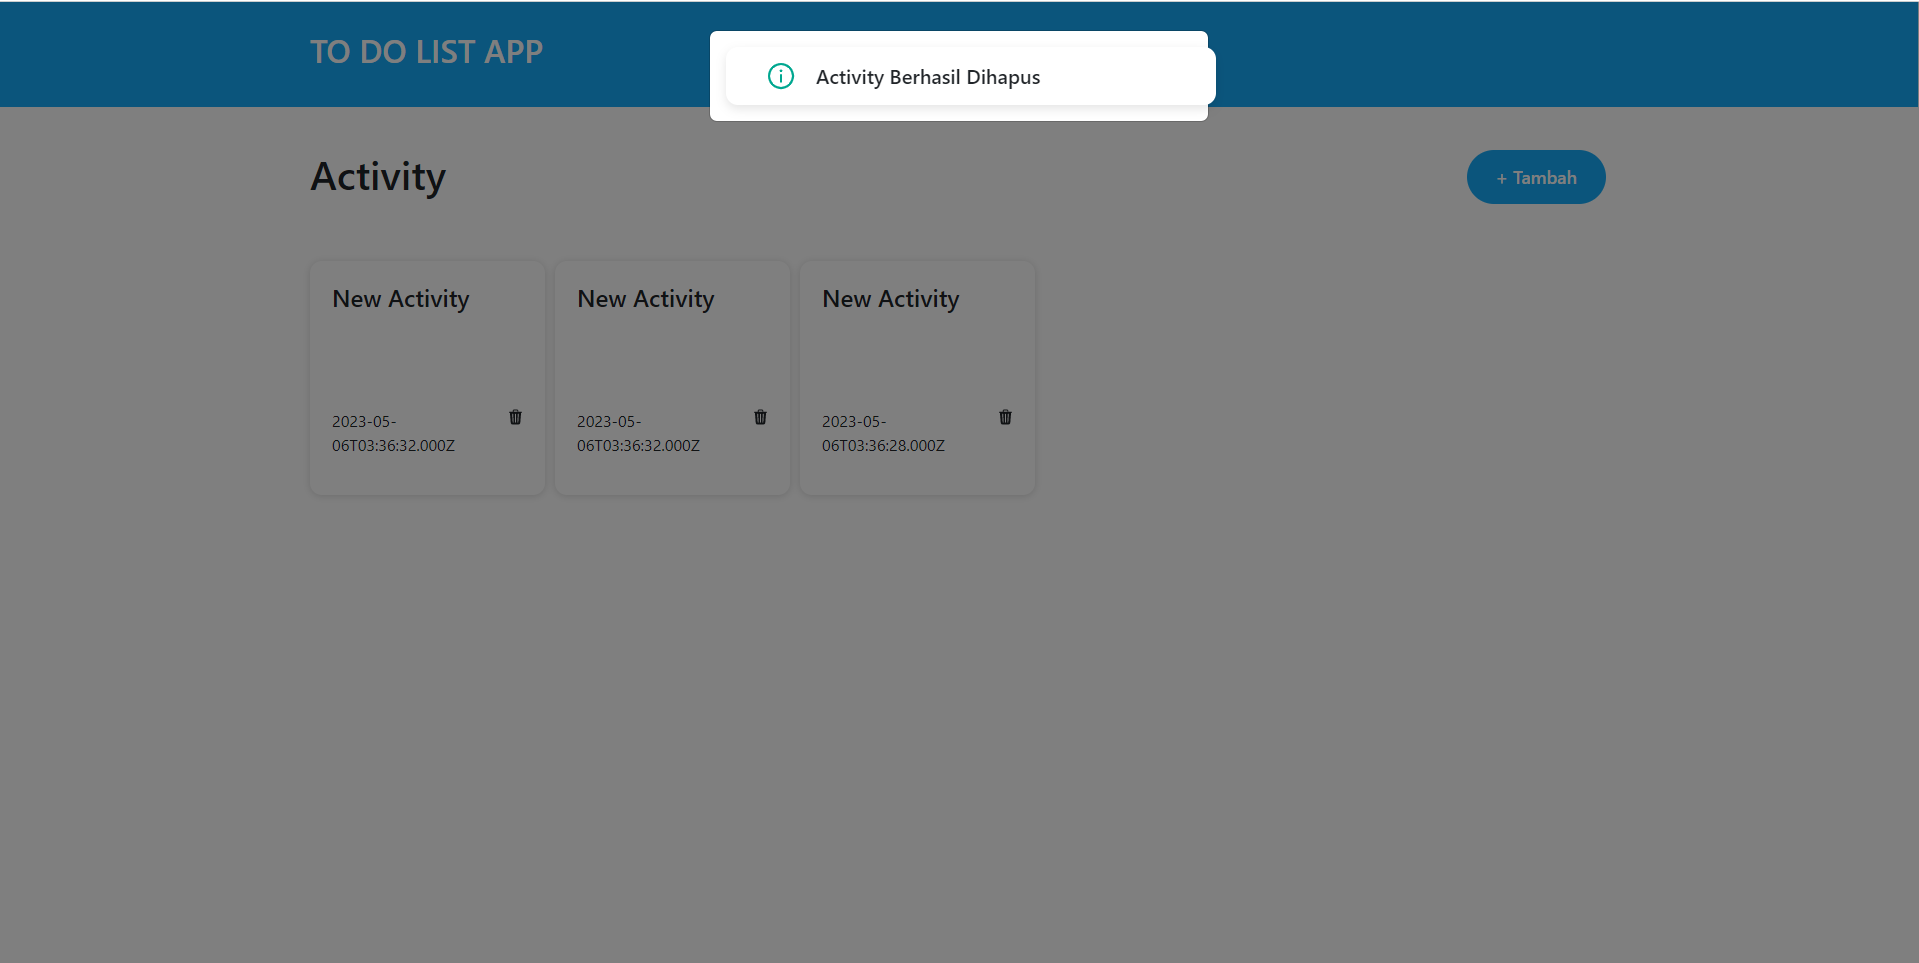 TO DO LIST APP
Activity Berhasil Dihapus
Activity
+ Tambah
New Activity
2023-05-
06T03:36:32.000Z
New Activity
2023-05-
06T03:36:32.000Z
New Activity
2023-05-
06T03:36:28.000Z